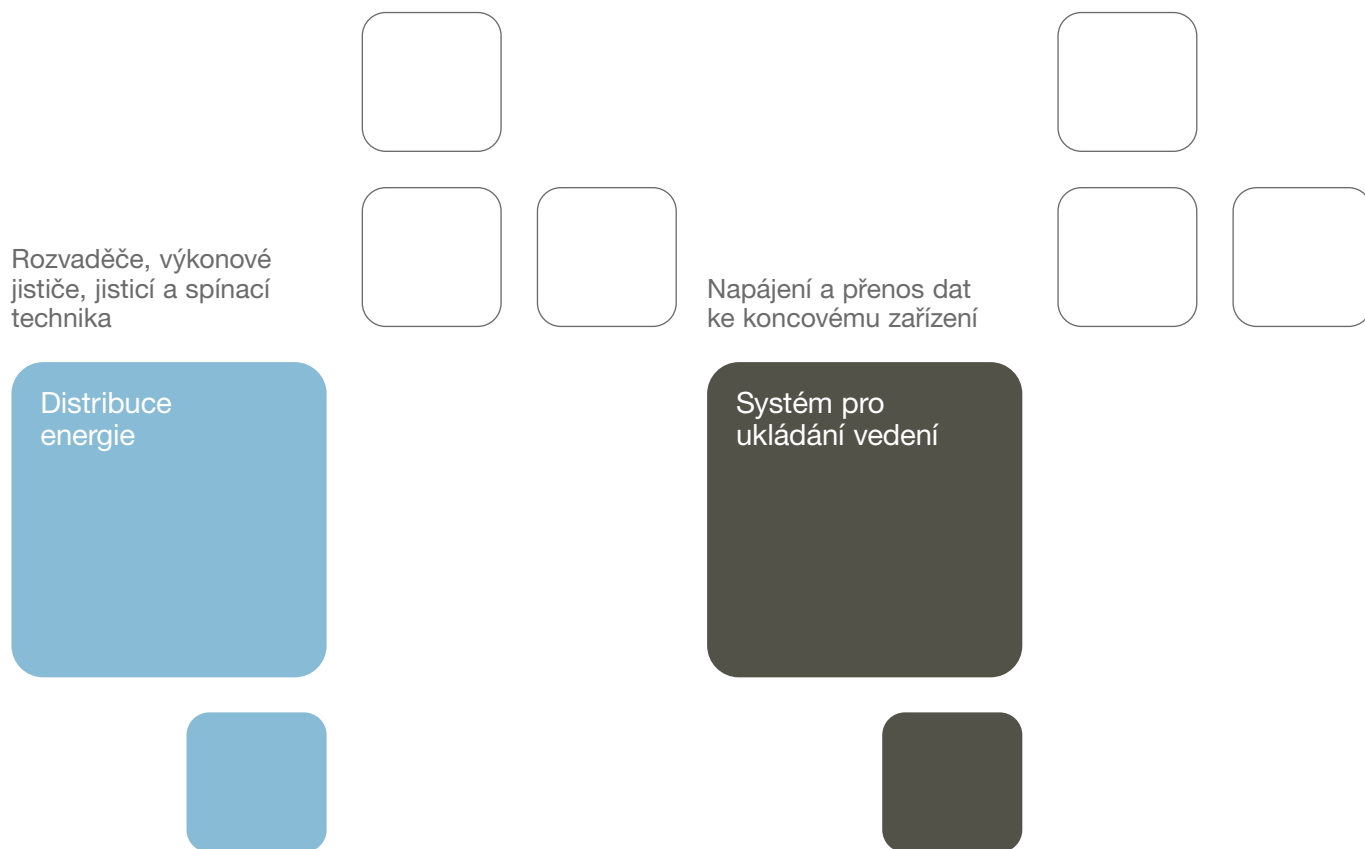 Rozvaděče, výkonové
jističe, jisticí a spínací
technika
Distribuce
energie
Napájení a přenos dat
ke koncovému zařízení
Systém pro
ukládání vedení